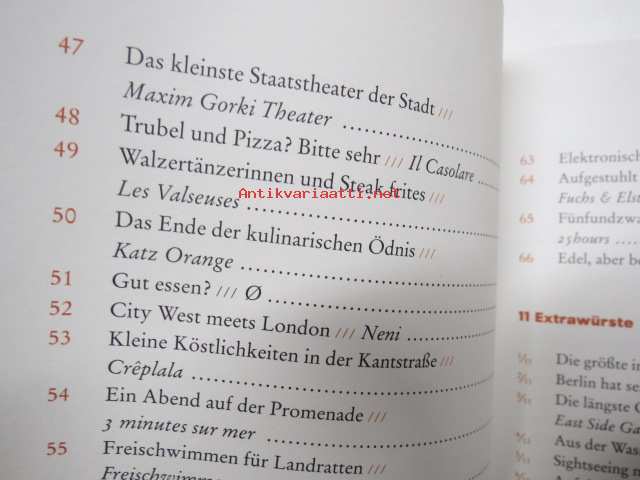 47
Das kleinste Staatstheater der Stadt ///
Maxim Gorki Theater ....................
48
Trubel und Pizza? Bitte sehr /// Il Casolare ...
49
Walzertänzerinnen und Steak frites ///
Les Valseuses ....................
50
Das Ende der kulinarischen Ödnis ///
Katz Orange ....................
51
Gut essen? /// Ø ....................
52
City West meets London /// Neni ....................
53
Kleine Köstlichkeiten in der Kantstraße ///
Crêplala ....................
54
Ein Abend auf der Promenade ///
3 minutes sur mer ....................
55
Freischwimmen für Landratten ///
Antikvariaatti.net
63 Elektronisch
64 Aufgestuhlt
Fuchs & Elst
65 Fünfundzwa
25hours ....
66 Edel, aber be
11 Extrawürste
Die größte i
Berlin hat se
Die längste
East Side Ga
Aus der Was
Sightseeing